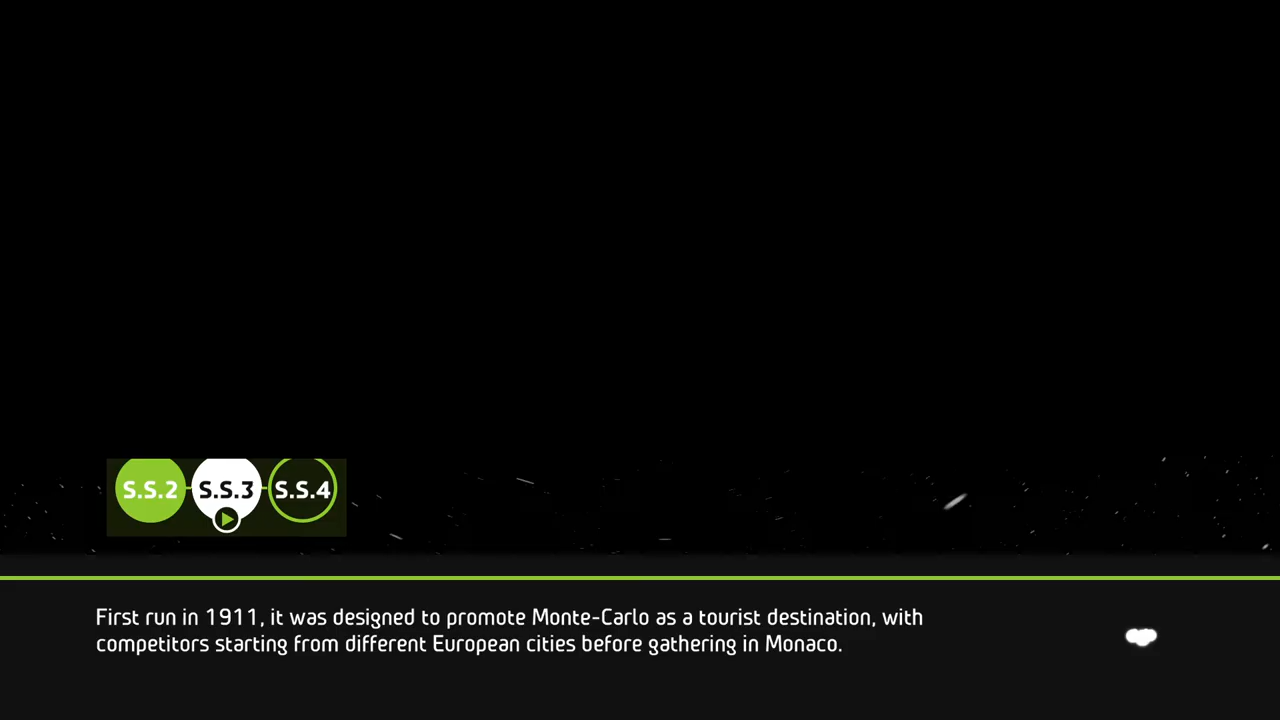 S.S.2 S.S.3 S.S.4
First run in 1911, it was designed to promote Monte-Carlo as a tourist destination, with
competitors starting from different European cities before gathering in Monaco.